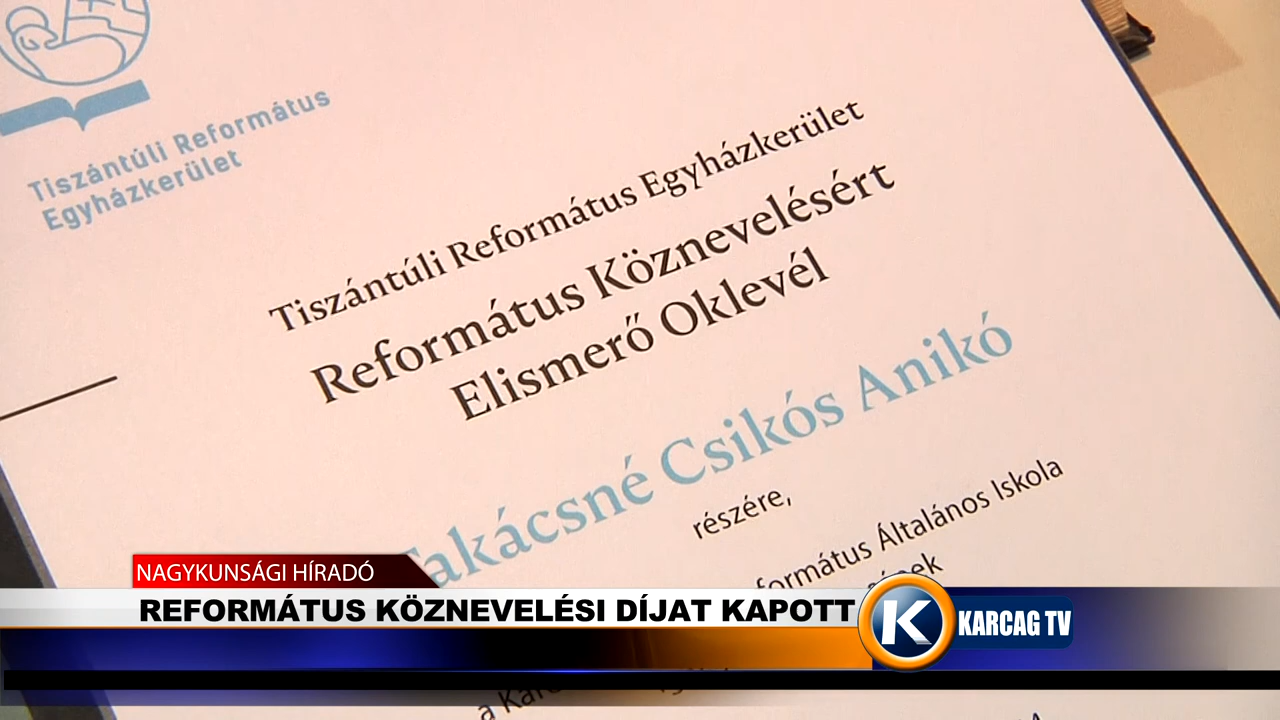 Tiszántúli Református
Egyházkerület
Tiszántúli Református Egyházkerület
Református Köznevelésért
Elismerő Oklevél
Takácsné Csikós Anikó
részére,
Általános Iskola
NAGYKUNSÁGI HÍRADÓ
REFORMÁTUS KÖZNEVELÉSI DÍJAT KAPOTT
K KARCAG TV
a